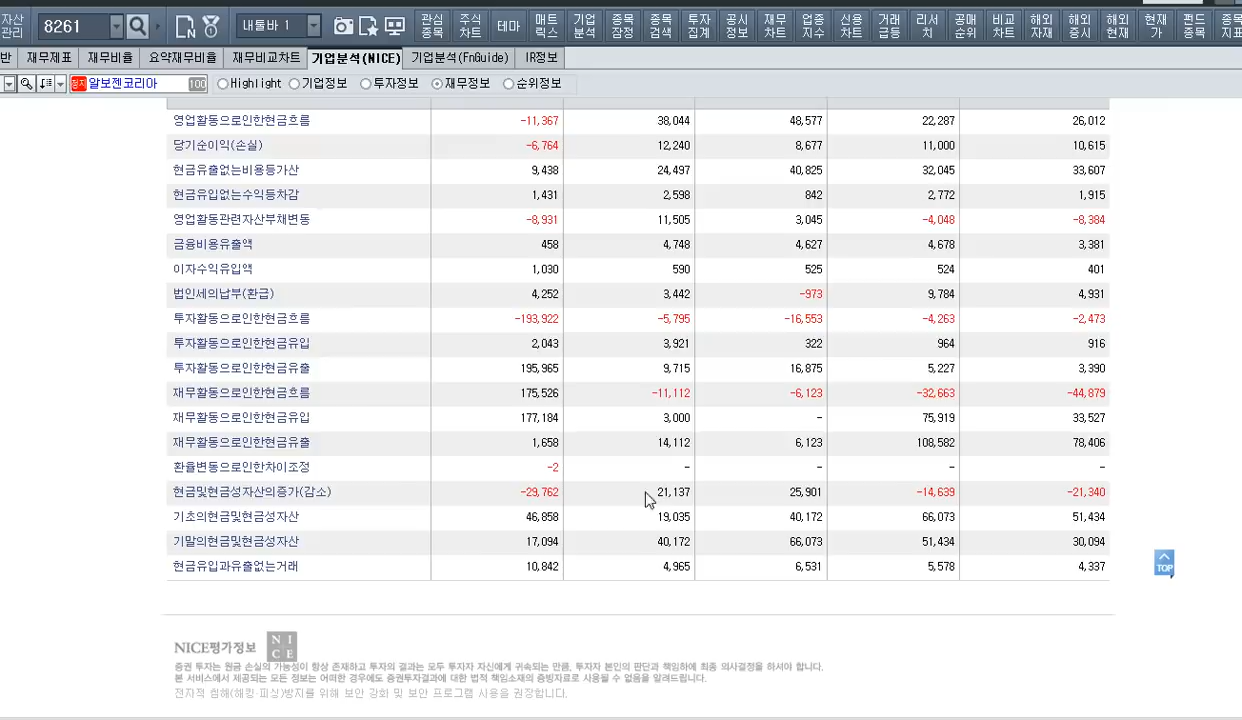 자산 관리 8261 내툴바 1 관심 종목 주식 차트 테마 매트 릭스 기업 분석 종목 잠정 종목 검색 투자 집계 공시 정보 재무 차트 업종 지수 신용 차트 거래 급등 리서 치 공매 순위 비교 차트 해외 자재 해외 증시 해외 현재 현재 가 펀드 종목 종목 지표
반 재무제표 재무비율 요약재무비율 재무비교차트 기업분석(NICE) 기업분석(FnGuide) IR정보
정지 알보젠코리아 100 Highlight 기업정보 투자정보 재무정보 순위정보
영업활동으로인한현금흐름 -11,367 38,044 48,577 22,287 26,012
당기순이익(손실) -6,764 12,240 8,677 11,000 10,615
현금유출없는비용등가산 9,438 24,497 40,825 32,045 33,607
현금유입없는수익등차감 1,431 2,598 842 2,772 1,915
영업활동관련자산부채변동 -8,931 11,505 3,045 -4,048 -8,384
금융비용유출액 458 4,748 4,627 4,678 3,381
이자수익유입액 1,030 590 525 524 401
법인세의납부(환급) 4,252 3,442 -973 9,784 4,931
투자활동으로인한현금흐름 -193,922 -5,795 -16,553 -4,263 -2,473
투자활동으로인한현금유입 2,043 3,921 322 964 916
투자활동으로인한현금유출 195,965 9,715 16,875 5,227 3,390
재무활동으로인한현금흐름 175,526 -11,112 -6,123 -32,663 -44,879
재무활동으로인한현금유입 177,184 3,000 - 75,919 33,527
재무활동으로인한현금유출 1,658 14,112 6,123 108,582 78,406
환율변동으로인한차이조정 -2 - - - -
현금및현금성자산의증가(감소) -29,762 21,137 25,901 -14,639 -21,340
기초의현금및현금성자산 46,858 19,035 40,172 66,073 51,434
기말의현금및현금성자산 17,094 40,172 66,073 51,434 30,094
현금유입과유출없는거래 10,842 4,965 6,531 5,578 4,337
TOP
NICE평가정보 NICE
증권 투자는 원금 손실의 가능성이 항상 존재하고 투자의 결과는 모두 투자자 자신에게 귀속되는 만큼, 투자자 본인의 판단과 책임하에 최종 의사결정을 하셔야 합니다.
본 서비스에서 제공되는 모든 정보는 어떠한 경우에도 증권투자결과에 대한 법적 책임소재의 증빙자료로 사용될 수 없음을 알려드립니다.
전자적 침해(해킹·피싱)방지를 위해 보안 강화 및 보안 프로그램 사용을 권장합니다.